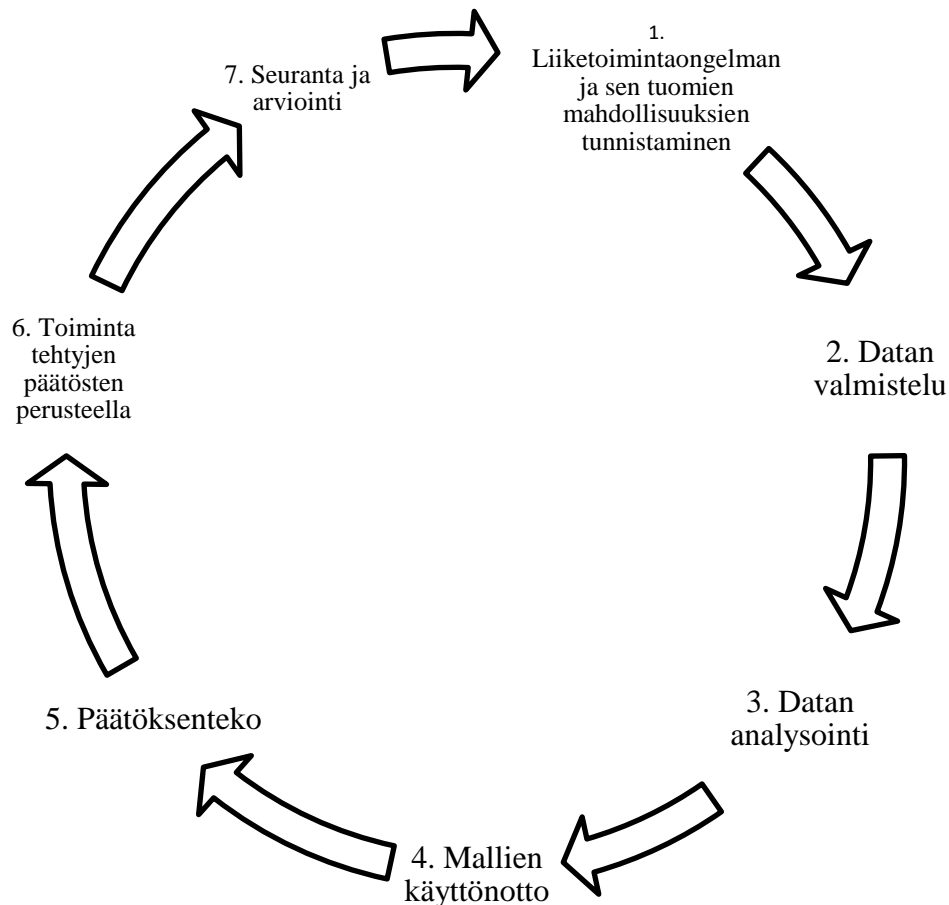 1.
Liiketoimintaongelman
ja sen tuomien
mahdollisuuksien
tunnistaminen
2. Datan
valmistelu
3. Datan
analysointi
4. Mallien
käyttönotto
5. Päätöksenteko
6. Toiminta
tehtyjen
päätösten
perusteella
7. Seuranta ja
arviointi